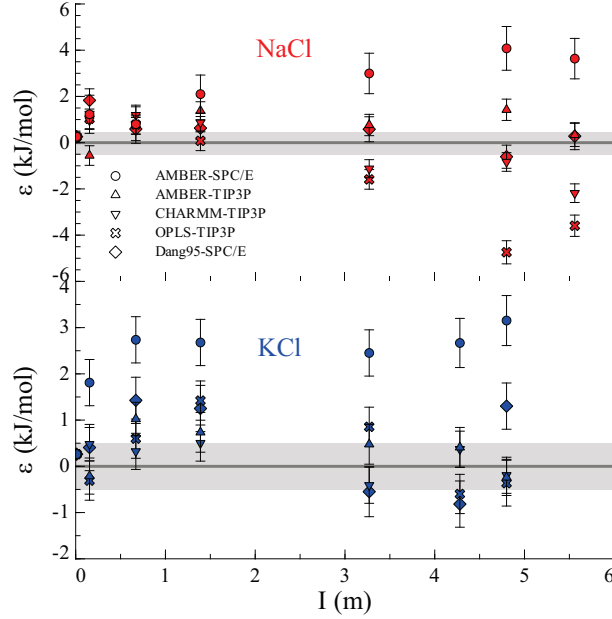 6
4
2
0
-2
-4
-6
ε (kJ/mol)
NaCl
AMBER-SPC/E
AMBER-TIP3P
CHARMM-TIP3P
OPLS-TIP3P
Dang95-SPC/E
3
2
1
0
-1
-2
ε (kJ/mol)
KCl
0 1 2 3 4 5 6
I (m)